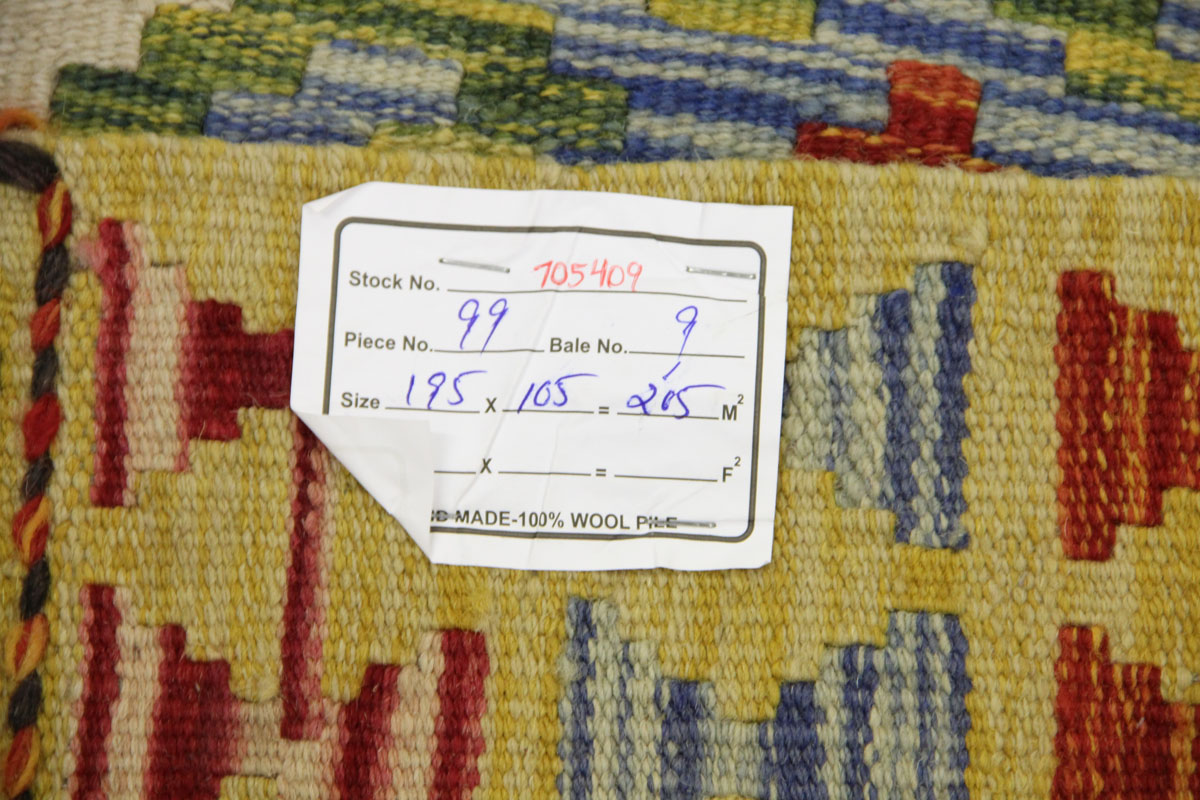 Stock No. 705409
Piece No. 99 Bale No. 9
Size 195 X 105 = 2.05 M²
X = F²
MADE-100% WOOL PILE